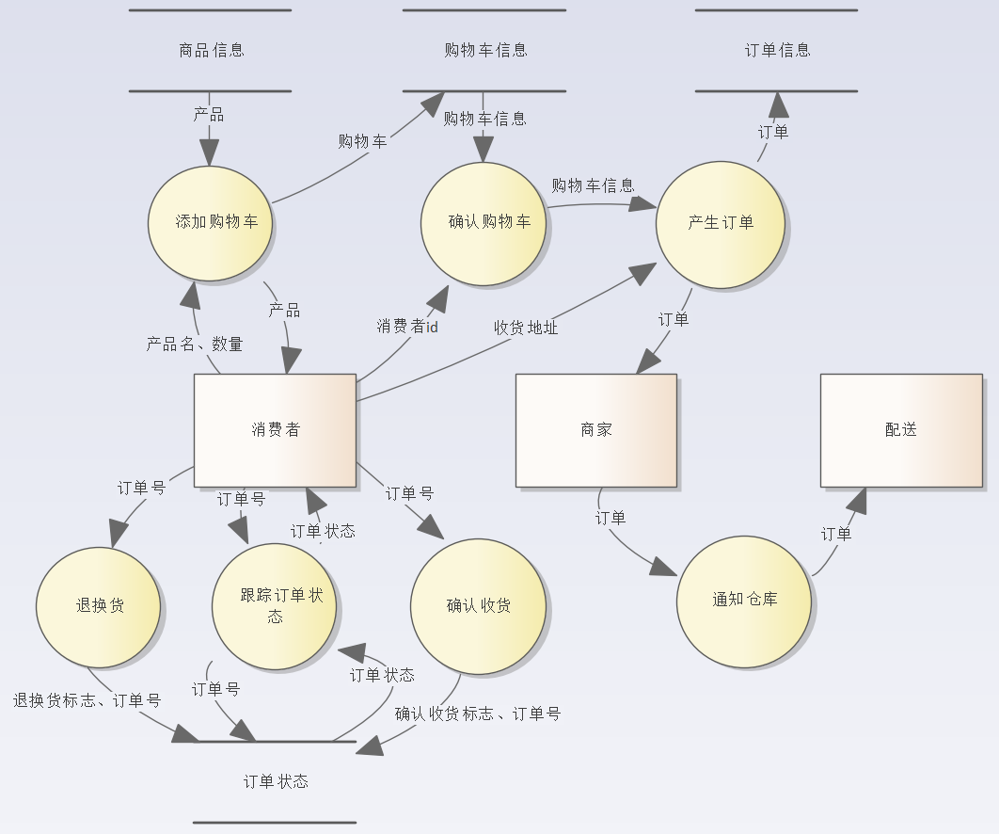 商品信息
购物车信息
订单信息
产品
购物车信息
订单
购物车
购物车信息
添加购物车
确认购物车
产生订单
产品
订单
消费者id
收货地址
产品名、数量
消费者
商家
配送
订单号
订单号
订单号
订单状态
订单
订单
退换货
跟踪订单状
态
确认收货
通知仓库
订单状态
订单号
退换货标志、订单号
确认收货标志、订单号
订单状态